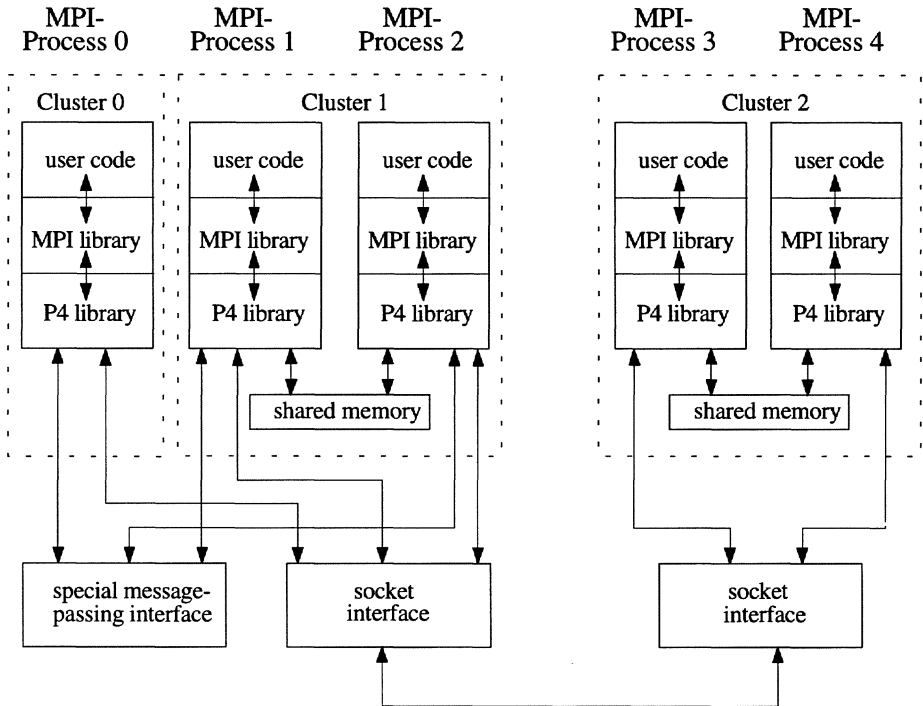 MPI-
Process 0
MPI-
Process 1
MPI-
Process 2
MPI-
Process 3
MPI-
Process 4
Cluster 0
Cluster 1
Cluster 2
user code
MPI library
P4 library
user code
MPI library
P4 library
user code
MPI library
P4 library
user code
MPI library
P4 library
user code
MPI library
P4 library
shared memory
shared memory
special message-
passing interface
socket
interface
socket
interface